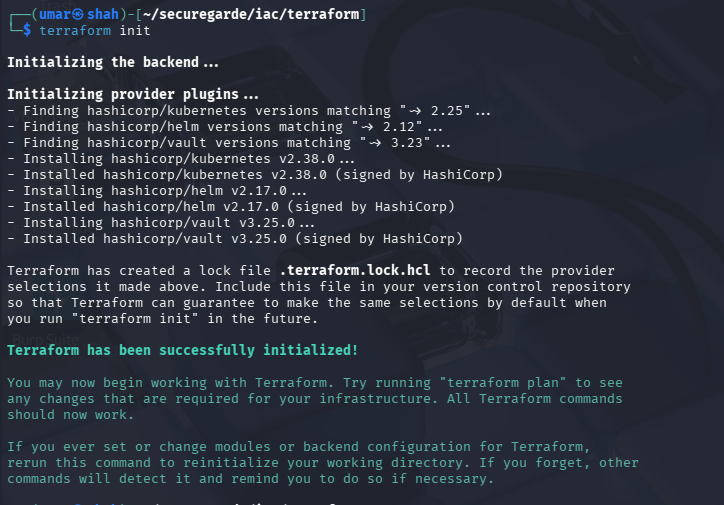 ┌──(umar㉿shah)-[~/securegarde/iac/terraform]
└─$ terraform init
Initializing the backend...
Initializing provider plugins...
- Finding hashicorp/kubernetes versions matching "~> 2.25"...
- Finding hashicorp/helm versions matching "~> 2.12"...
- Finding hashicorp/vault versions matching "~> 3.23"...
- Installing hashicorp/kubernetes v2.38.0...
- Installed hashicorp/kubernetes v2.38.0 (signed by HashiCorp)
- Installing hashicorp/helm v2.17.0...
- Installed hashicorp/helm v2.17.0 (signed by HashiCorp)
- Installing hashicorp/vault v3.25.0...
- Installed hashicorp/vault v3.25.0 (signed by HashiCorp)
Terraform has created a lock file .terraform.lock.hcl to record the provider
selections it made above. Include this file in your version control repository
so that Terraform can guarantee to make the same selections by default when
you run "terraform init" in the future.
Burp Suite
Terraform has been successfully initialized!
You may now begin working with Terraform. Try running "terraform plan" to see
any changes that are required for your infrastructure. All Terraform commands
should now work.
If you ever set or change modules or backend configuration for Terraform,
rerun this command to reinitialize your working directory. If you forget, other
commands will detect it and remind you to do so if necessary.